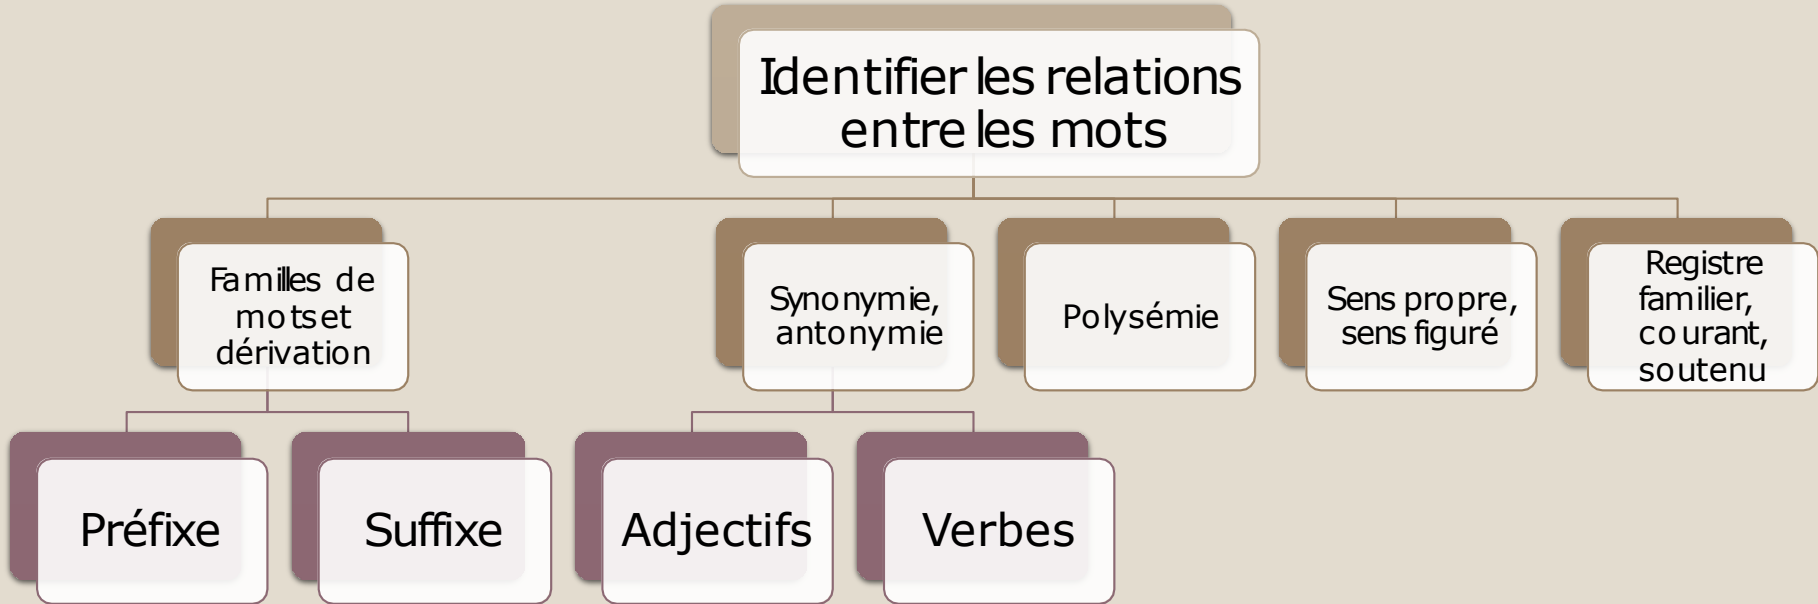 Identifier les relations
entre les mots
Familles de
mots et
dérivation
Synonymie,
antonymie
Polysémie
Sens propre,
sens figuré
Registre
familier,
courant,
soutenu
Préfixe
Suffixe
Adjectifs
Verbes